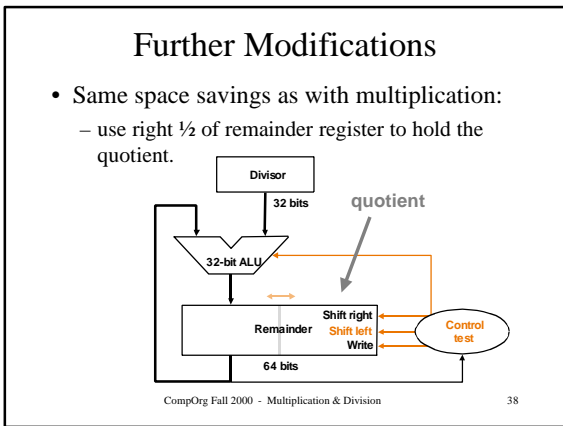 Further Modifications
• Same space savings as with multiplication:
– use right ½ of remainder register to hold the
quotient.
Divisor
32 bits
quotient
32-bit ALU
Shift right
Remainder
Shift left
Write
Control
test
64 bits
CompOrg Fall 2000 - Multiplication & Division
38